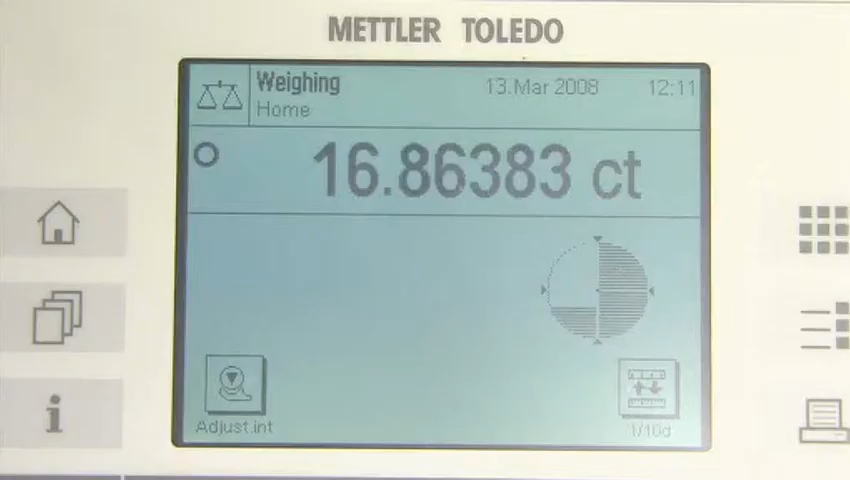 METTLER TOLEDO
Weighing 13.Mar 2008 12:11
Home
16.86383 ct
Adjust.int 1/10d
i